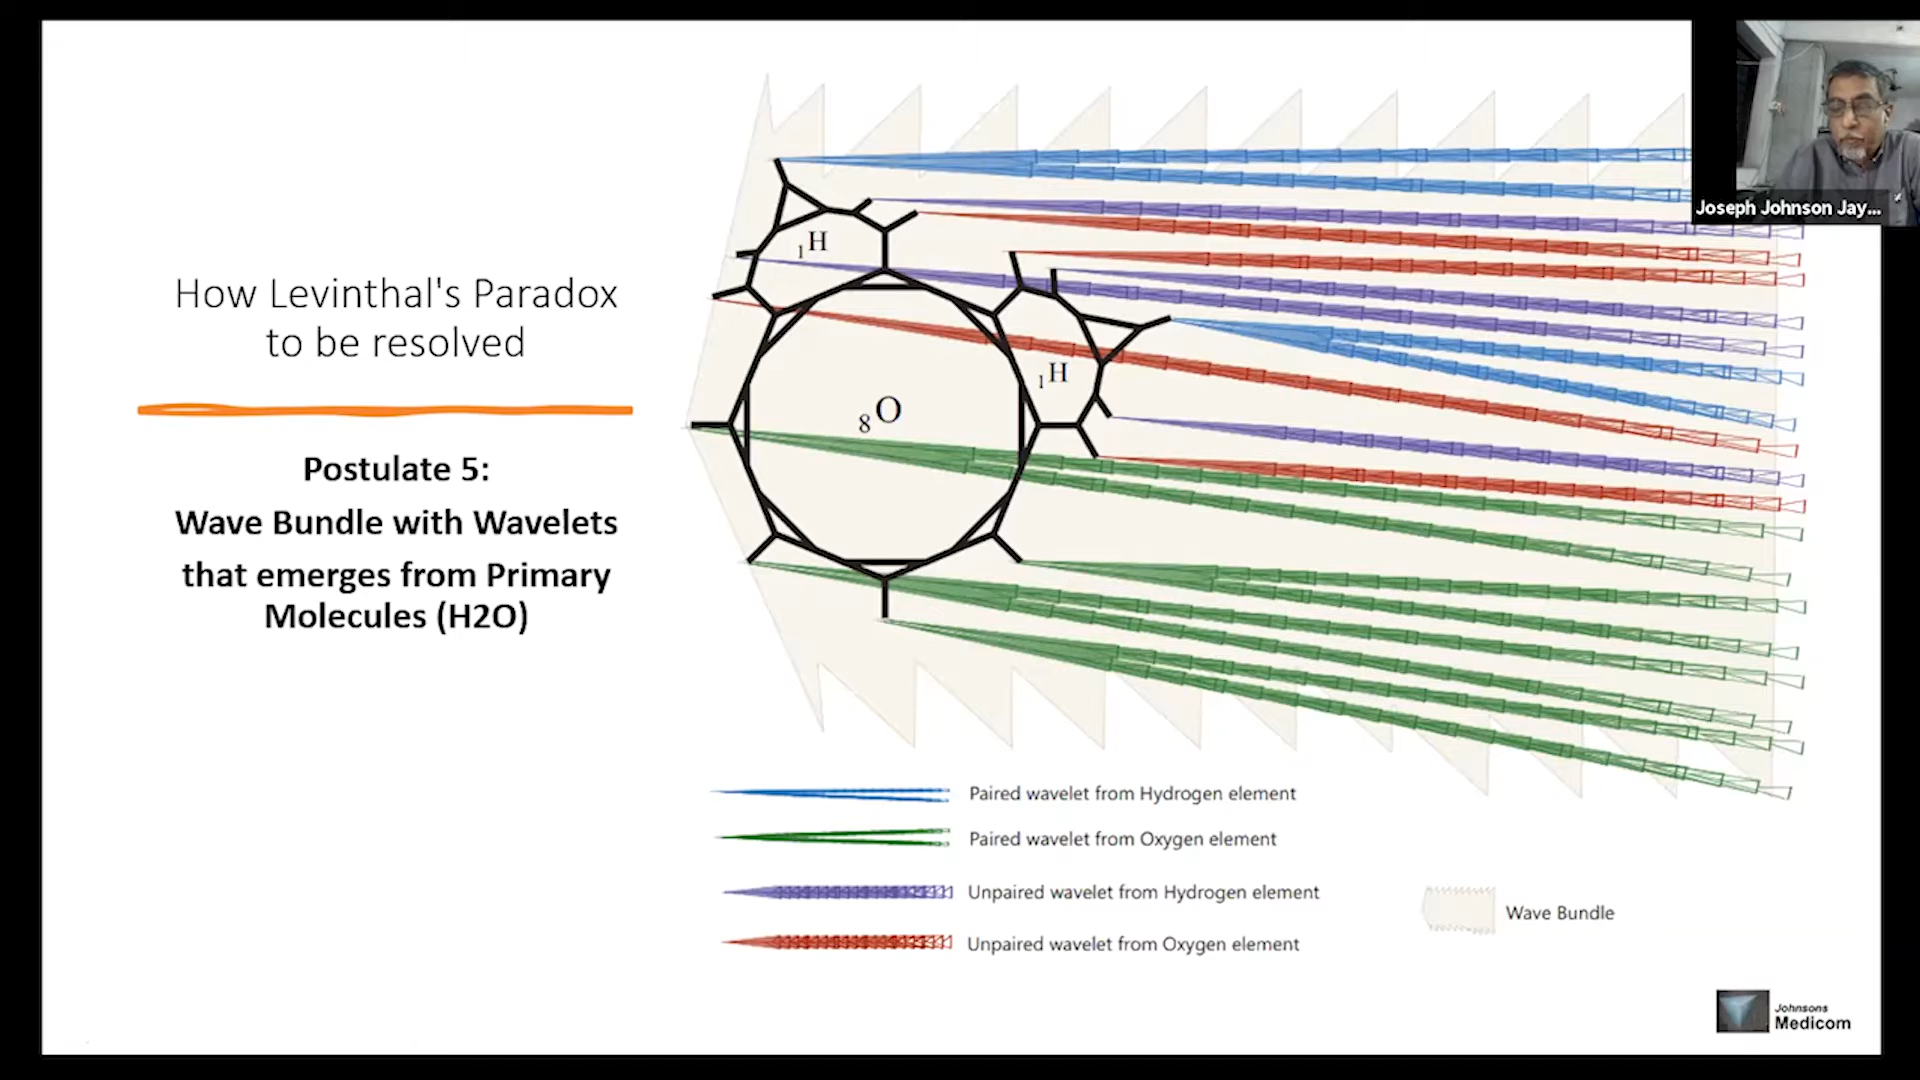 How Levinthal's Paradox
to be resolved
Postulate 5:
Wave Bundle with Wavelets
that emerges from Primary
Molecules (H2O)
1H
1H
8O
Paired wavelet from Hydrogen element
Paired wavelet from Oxygen element
Unpaired wavelet from Hydrogen element
Unpaired wavelet from Oxygen element
Wave Bundle
Joseph Johnson Jay...
Johnsons
Medicom